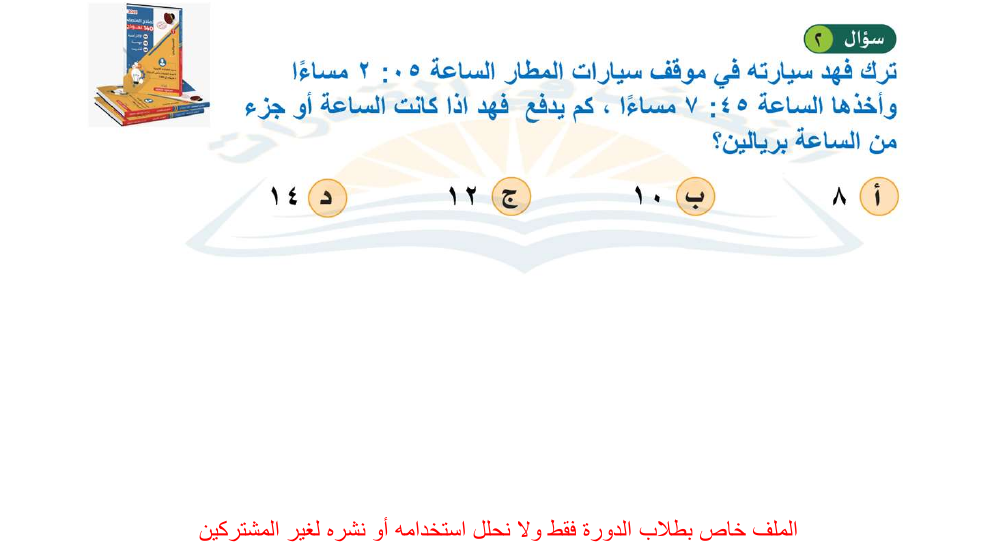 سؤال ٢
ترك فهد سيارته في موقف سيارات المطار الساعة ٠٥: ٢ مساءًا
وأخذها الساعة ٤٥: ٧ مساءًا ، كم يدفع فهد اذا كانت الساعة أو جزء
من الساعة بريالين؟
أ ٨ ب ١٠ ج ١٢ د ١٤
الملف خاص بطلاب الدورة فقط ولا نحلل استخدامه أو نشره لغير المشتركين